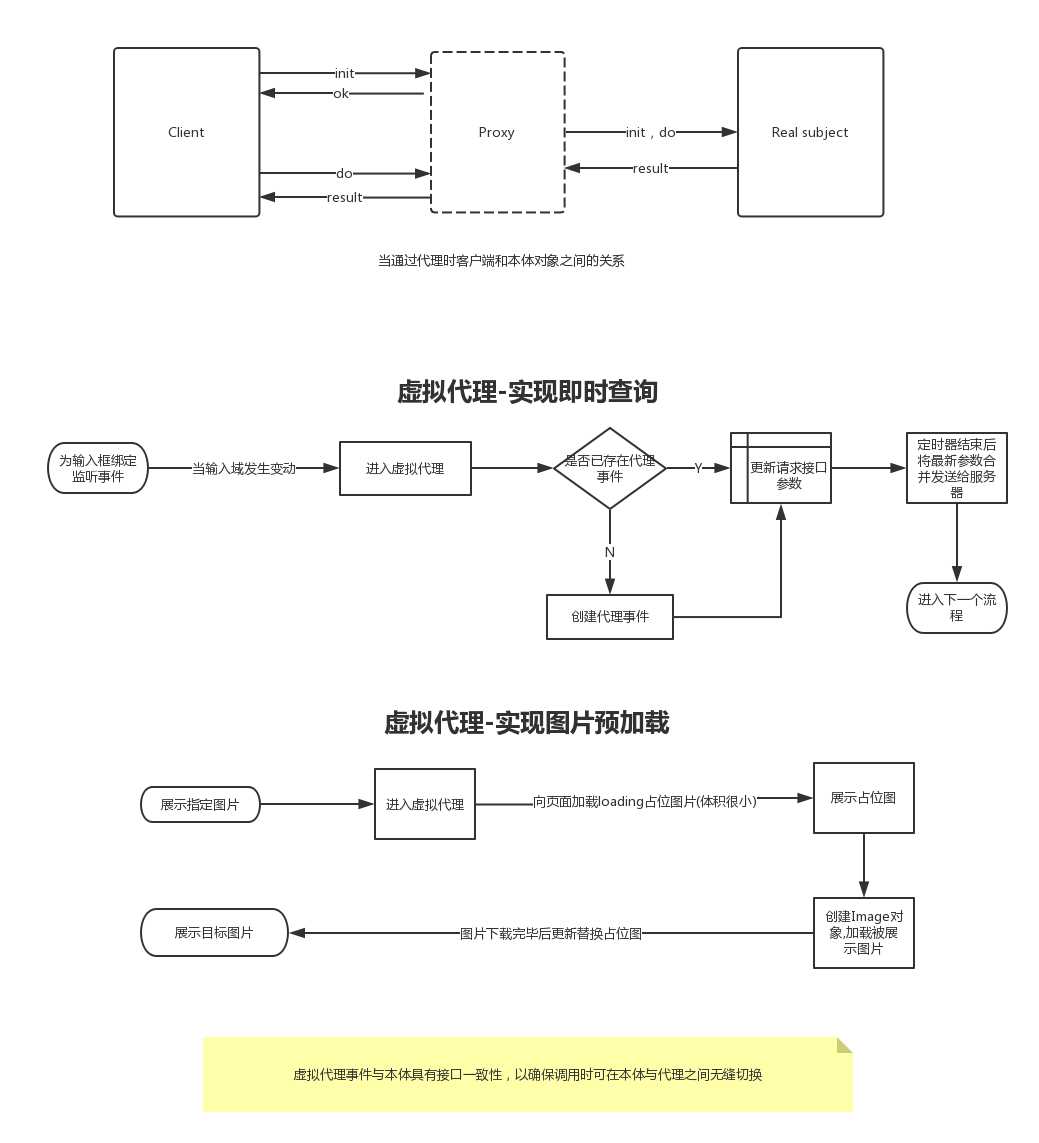 Client
init
ok
do
result
Proxy
init，do
result
Real subject
当通过代理时客户端和本体对象之间的关系
虚拟代理-实现即时查询
为输入框绑定
监听事件
当输入域发生变动
进入虚拟代理
是否已存在代理
事件
Y
N
创建代理事件
更新请求接口
参数
定时器结束后
将最新参数合
并发送给服务
器
进入下一个流
程
虚拟代理-实现图片预加载
展示指定图片
进入虚拟代理
向页面加载loading占位图片(体积很小)
展示占位图
创建Image对
象,加载被展
示图片
图片下载完毕后更新替换占位图
展示目标图片
虚拟代理事件与本体具有接口一致性，以确保调用时可在本体与代理之间无缝切换